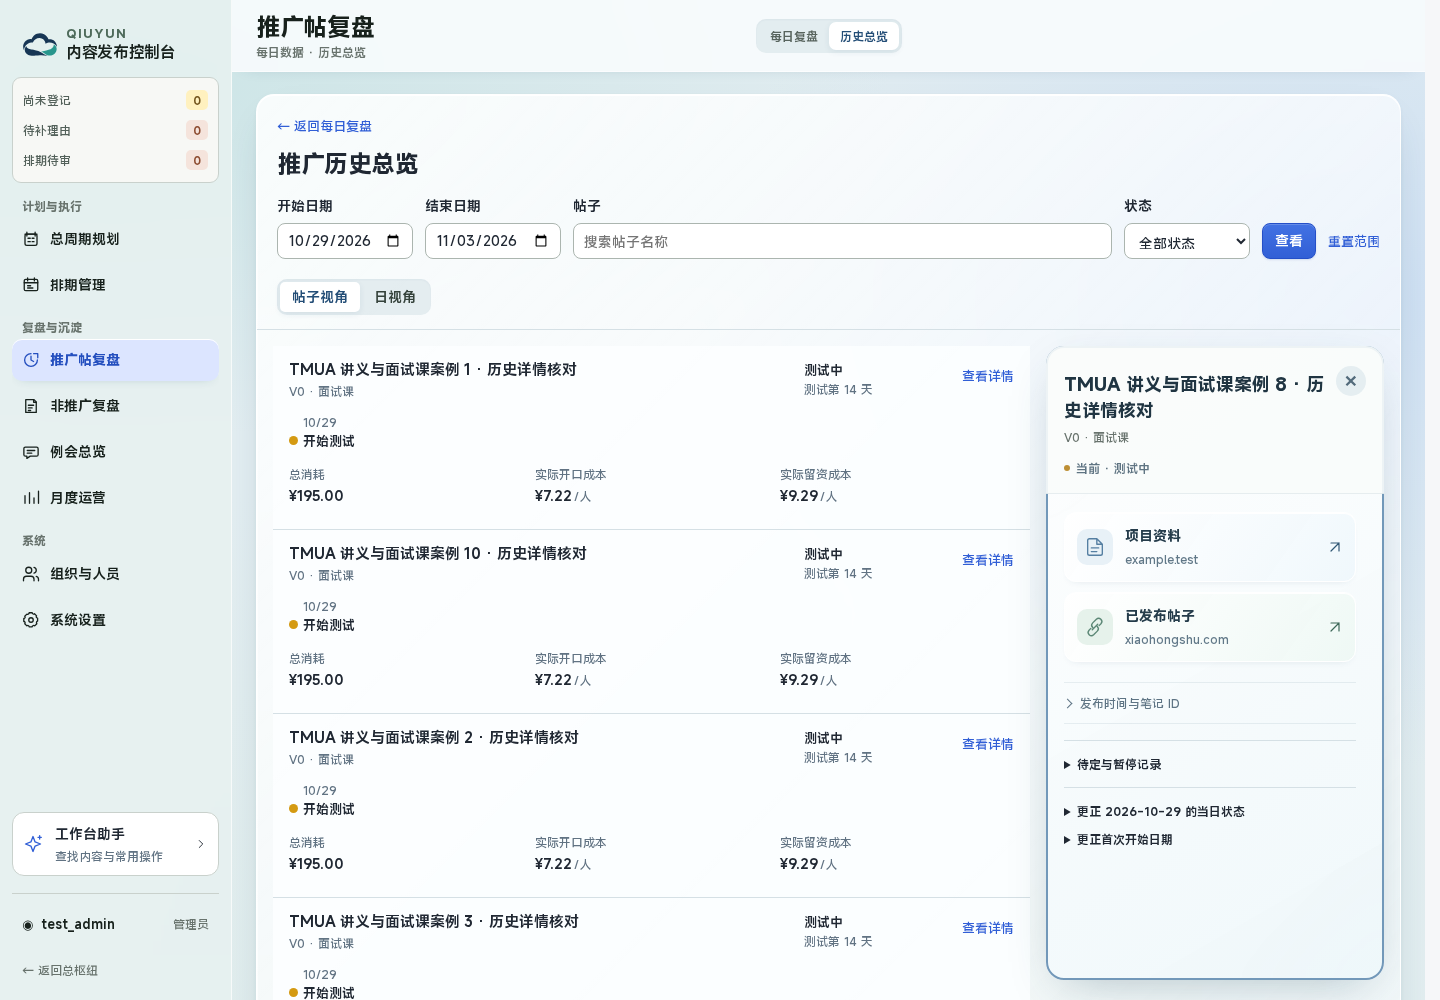 QIUYUN
内容发布控制台
尚未登记 0
待补理由 0
排期待审 0
计划与执行
总周期规划
排期管理
复盘与沉淀
推广帖复盘
非推广复盘
例会总览
月度运营
系统
组织与人员
系统设置
工作台助手
查找内容与常用操作
test_admin 管理员
← 返回总枢纽
推广帖复盘
每日数据 · 历史总览
每日复盘 历史总览
← 返回每日复盘
推广历史总览
开始日期 结束日期 帖子 状态
10/29/2026 11/03/2026 搜索帖子名称 全部状态 查看 重置范围
帖子视角 日视角
TMUA 讲义与面试课案例 1 · 历史详情核对 测试中 查看详情
V0 · 面试课 测试第 14 天
10/29
开始测试
总消耗 实际开口成本 实际留资成本
¥195.00 ¥7.22 /人 ¥9.29 /人
TMUA 讲义与面试课案例 10 · 历史详情核对 测试中 查看详情
V0 · 面试课 测试第 14 天
10/29
开始测试
总消耗 实际开口成本 实际留资成本
¥195.00 ¥7.22 /人 ¥9.29 /人
TMUA 讲义与面试课案例 2 · 历史详情核对 测试中 查看详情
V0 · 面试课 测试第 14 天
10/29
开始测试
总消耗 实际开口成本 实际留资成本
¥195.00 ¥7.22 /人 ¥9.29 /人
TMUA 讲义与面试课案例 3 · 历史详情核对 测试中 查看详情
V0 · 面试课 测试第 14 天
10/29
开始测试
TMUA 讲义与面试课案例 8 · 历
史详情核对
V0 · 面试课
当前 · 测试中
项目资料
example.test
已发布帖子
xiaohongshu.com
发布时间与笔记 ID
待定与暂停记录
更正 2026-10-29 的当日状态
更正首次开始日期